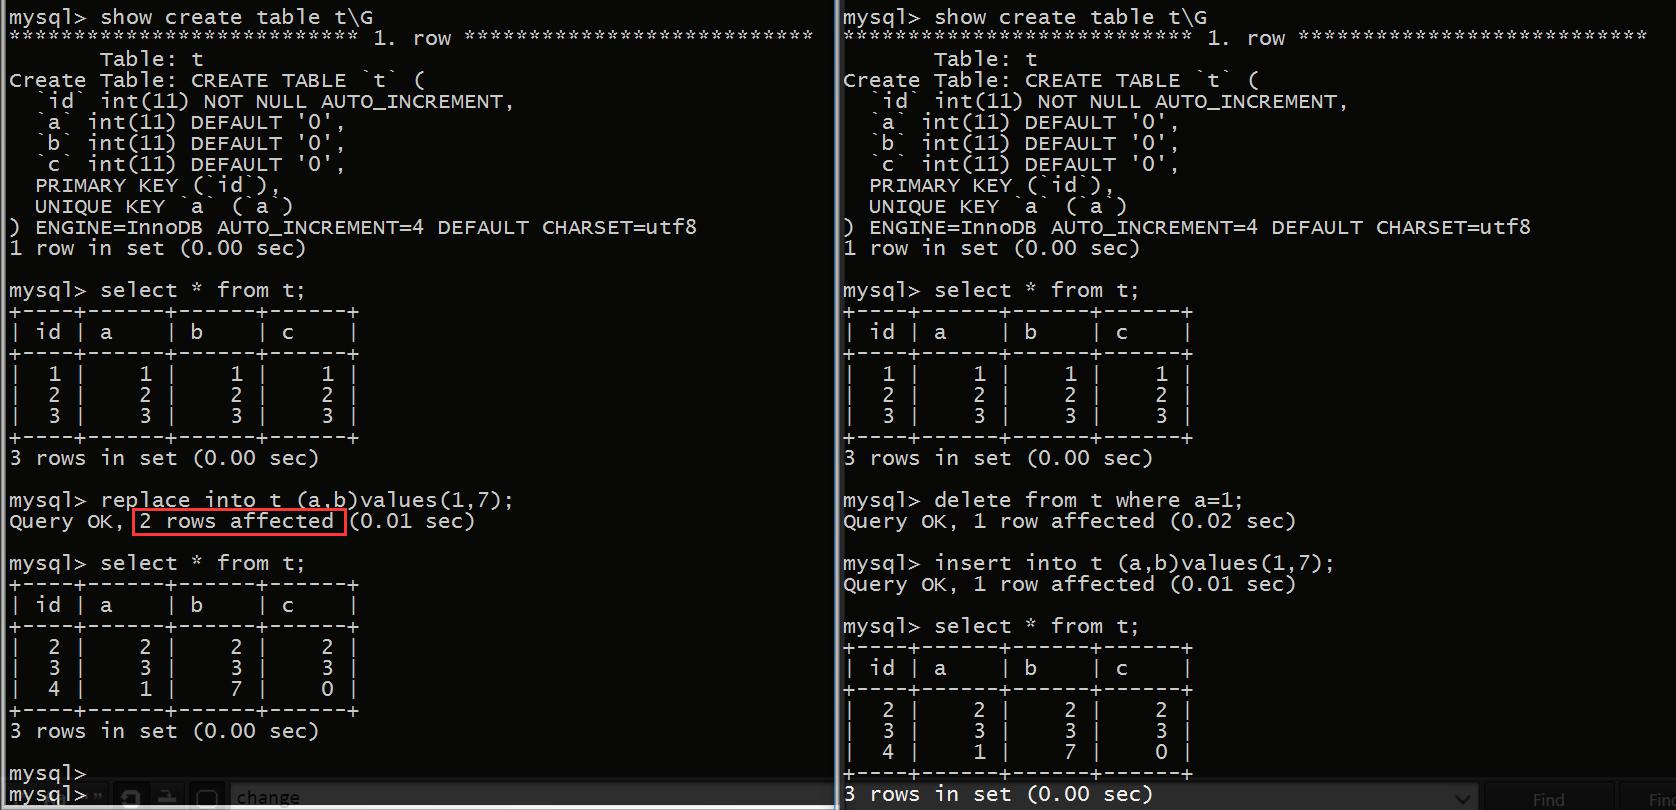 mysql> show create table t\G
*************************** 1. row ***************************
       Table: t
Create Table: CREATE TABLE `t` (
  `id` int(11) NOT NULL AUTO_INCREMENT,
  `a` int(11) DEFAULT '0',
  `b` int(11) DEFAULT '0',
  `c` int(11) DEFAULT '0',
  PRIMARY KEY (`id`),
  UNIQUE KEY `a` (`a`)
) ENGINE=InnoDB AUTO_INCREMENT=4 DEFAULT CHARSET=utf8
1 row in set (0.00 sec)
mysql> select * from t;
+----+------+------+------+
| id | a    | b    | c    |
+----+------+------+------+
|  1 |    1 |    1 |    1 |
|  2 |    2 |    2 |    2 |
|  3 |    3 |    3 |    3 |
+----+------+------+------+
3 rows in set (0.00 sec)
mysql> replace into t (a,b)values(1,7);
Query OK, 2 rows affected (0.01 sec)
mysql> select * from t;
+----+------+------+------+
| id | a    | b    | c    |
+----+------+------+------+
|  2 |    2 |    2 |    2 |
|  3 |    3 |    3 |    3 |
|  4 |    1 |    7 |    0 |
+----+------+------+------+
3 rows in set (0.00 sec)
mysql>
mysql>
change
mysql> show create table t\G
*************************** 1. row ***************************
       Table: t
Create Table: CREATE TABLE `t` (
  `id` int(11) NOT NULL AUTO_INCREMENT,
  `a` int(11) DEFAULT '0',
  `b` int(11) DEFAULT '0',
  `c` int(11) DEFAULT '0',
  PRIMARY KEY (`id`),
  UNIQUE KEY `a` (`a`)
) ENGINE=InnoDB AUTO_INCREMENT=4 DEFAULT CHARSET=utf8
1 row in set (0.00 sec)
mysql> select * from t;
+----+------+------+------+
| id | a    | b    | c    |
+----+------+------+------+
|  1 |    1 |    1 |    1 |
|  2 |    2 |    2 |    2 |
|  3 |    3 |    3 |    3 |
+----+------+------+------+
3 rows in set (0.00 sec)
mysql> delete from t where a=1;
Query OK, 1 row affected (0.02 sec)
mysql> insert into t (a,b)values(1,7);
Query OK, 1 row affected (0.01 sec)
mysql> select * from t;
+----+------+------+------+
| id | a    | b    | c    |
+----+------+------+------+
|  2 |    2 |    2 |    2 |
|  3 |    3 |    3 |    3 |
|  4 |    1 |    7 |    0 |
+----+------+------+------+
3 rows in set (0.00 sec)
Find